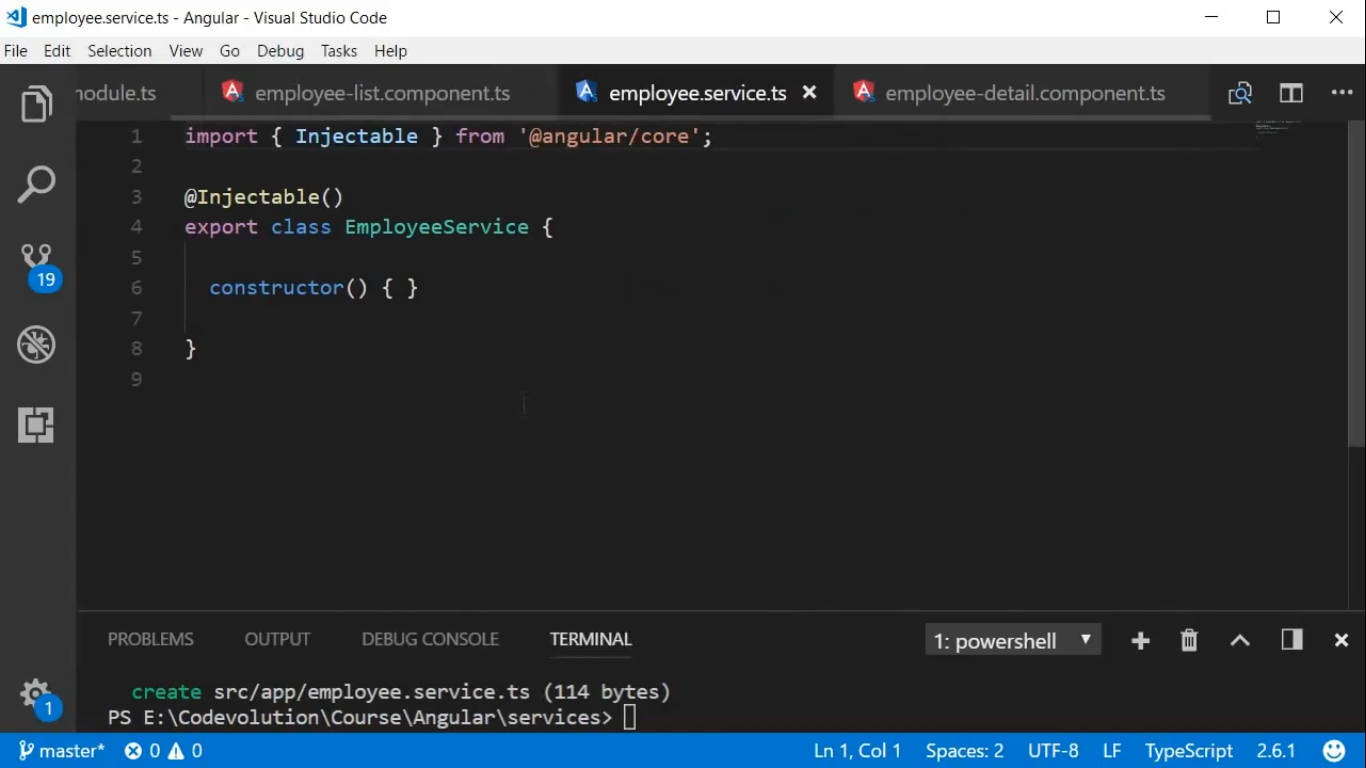 employee.service.ts - Angular - Visual Studio Code
File Edit Selection View Go Debug Tasks Help
nodule.ts employee-list.component.ts employee.service.ts employee-detail.component.ts
1 import { Injectable } from '@angular/core';
2
3 @Injectable()
4 export class EmployeeService {
5
6 constructor() { }
7
8 }
9
19
PROBLEMS OUTPUT DEBUG CONSOLE TERMINAL 1: powershell
create src/app/employee.service.ts (114 bytes)
PS E:\Codevolution\Course\Angular\services>
1
master* 0 0 Ln 1, Col 1 Spaces: 2 UTF-8 LF TypeScript 2.6.1